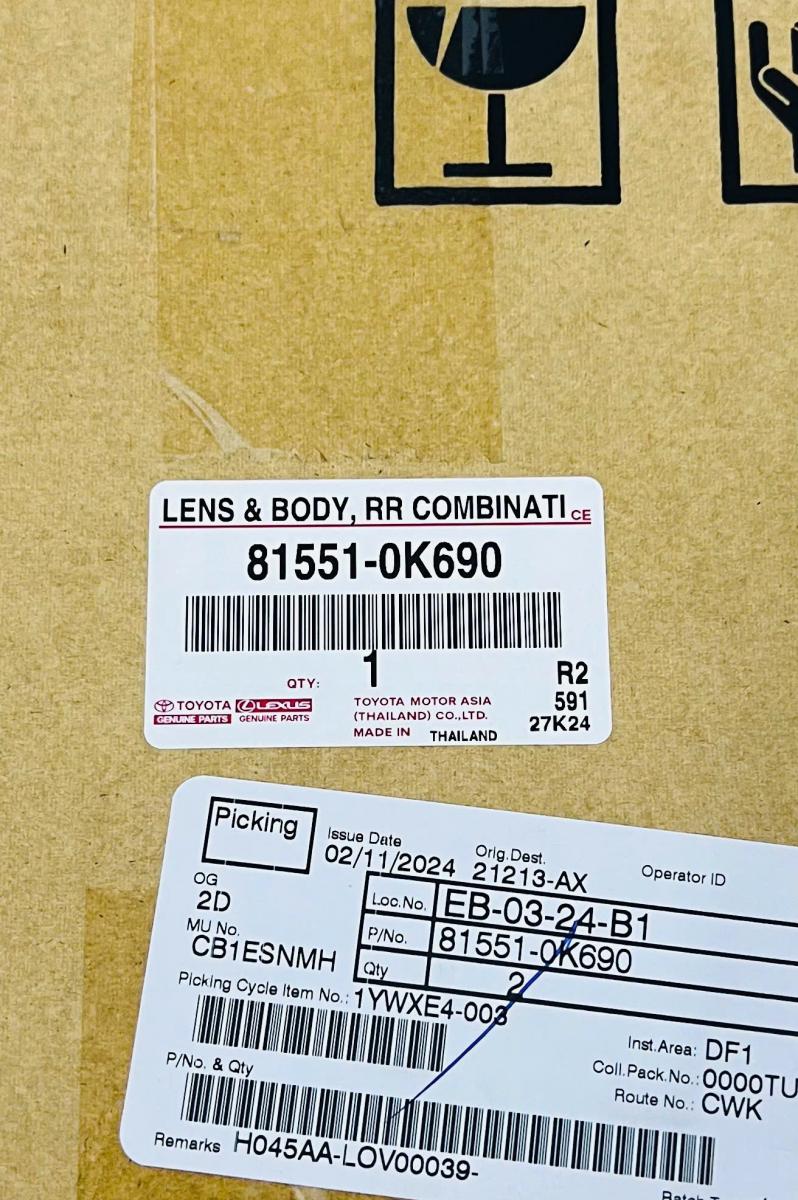 LENS & BODY, RR COMBINATI CE
81551-0K690
QTY: 1 R2
TOYOTA LEXUS TOYOTA MOTOR ASIA 591
GENUINE PARTS GENUINE PARTS (THAILAND) CO.,LTD. 27K24
MADE IN THAILAND
Picking
Issue Date Orig.Dest. Operator ID
02/11/2024 21213-AX
OG
2D
Loc.No. EB-03-24-B1
MU No.
CB1ESNMH
P/No. 81551-0K690
Qty 2
Picking Cycle Item No.: 1YWXE4-003
Inst.Area: DF1
Coll.Pack.No.: 0000TU
Route No.: CWK
P/No. & Qty
Remarks H045AA-LOV00039-